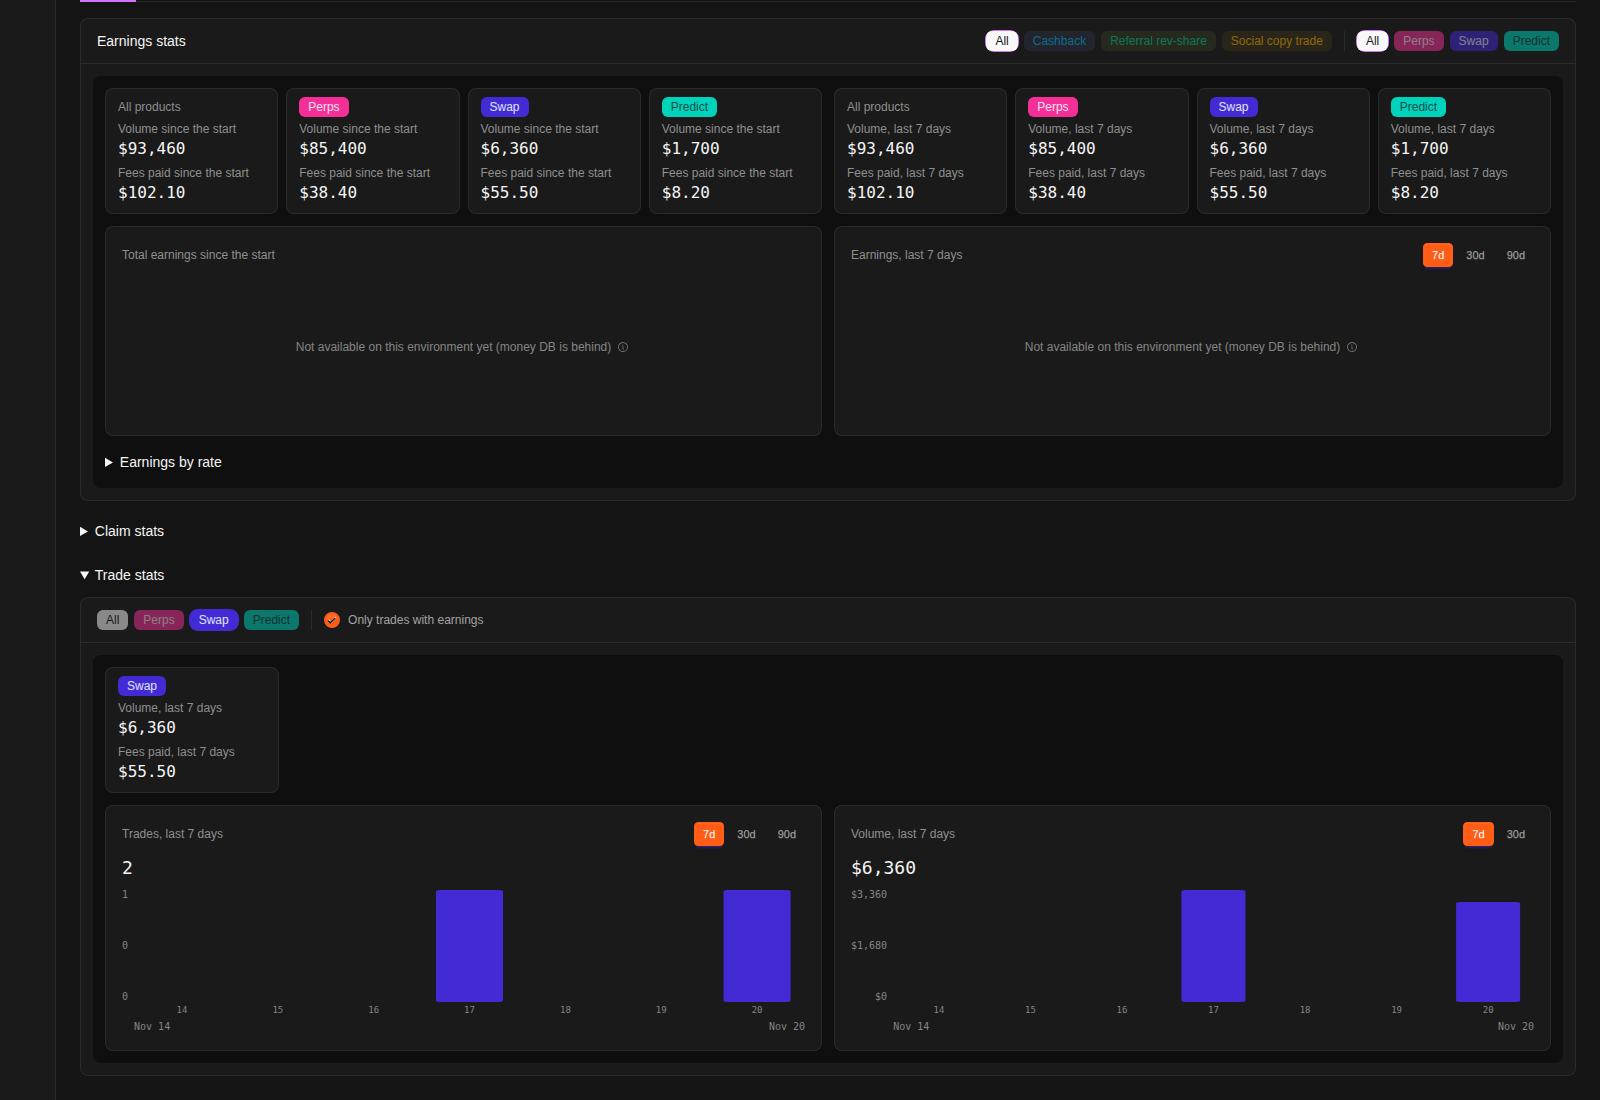 Earnings stats
All Cashback Referral rev-share Social copy trade All Perps Swap Predict
All products
Volume since the start
$93,460
Fees paid since the start
$102.10
Perps
Volume since the start
$85,400
Fees paid since the start
$38.40
Swap
Volume since the start
$6,360
Fees paid since the start
$55.50
Predict
Volume since the start
$1,700
Fees paid since the start
$8.20
All products
Volume, last 7 days
$93,460
Fees paid, last 7 days
$102.10
Perps
Volume, last 7 days
$85,400
Fees paid, last 7 days
$38.40
Swap
Volume, last 7 days
$6,360
Fees paid, last 7 days
$55.50
Predict
Volume, last 7 days
$1,700
Fees paid, last 7 days
$8.20
Total earnings since the start
Not available on this environment yet (money DB is behind)
Earnings, last 7 days
7d 30d 90d
Not available on this environment yet (money DB is behind)
Earnings by rate
Claim stats
Trade stats
All Perps Swap Predict Only trades with earnings
Swap
Volume, last 7 days
$6,360
Fees paid, last 7 days
$55.50
Trades, last 7 days
7d 30d 90d
2
1
0
0
14 15 16 17 18 19 20
Nov 14 Nov 20
Volume, last 7 days
7d 30d
$6,360
$3,360
$1,680
$0
14 15 16 17 18 19 20
Nov 14 Nov 20